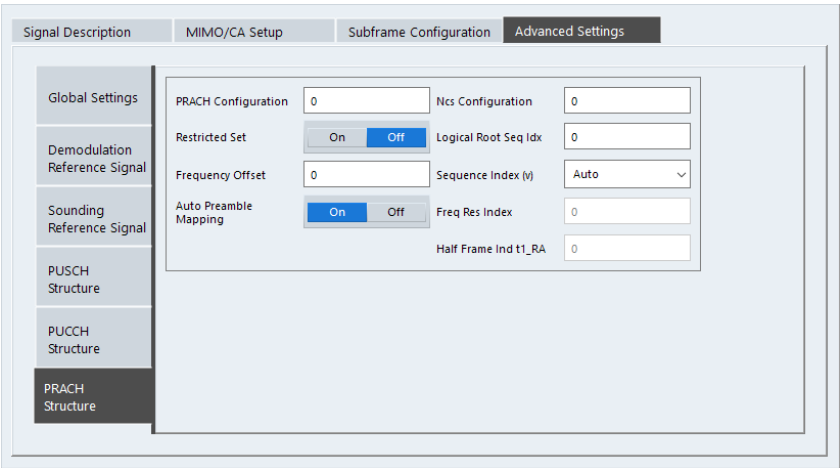 Signal Description MIMO/CA Setup Subframe Configuration Advanced Settings
Global Settings
Demodulation
Reference Signal
Sounding
Reference Signal
PUSCH
Structure
PUCCH
Structure
PRACH
Structure
PRACH Configuration 0 Ncs Configuration 0
Restricted Set On Off Logical Root Seq Idx 0
Frequency Offset 0 Sequence Index (v) Auto
Auto Preamble
Mapping On Off Freq Res Index 0
Half Frame Ind t1_RA 0